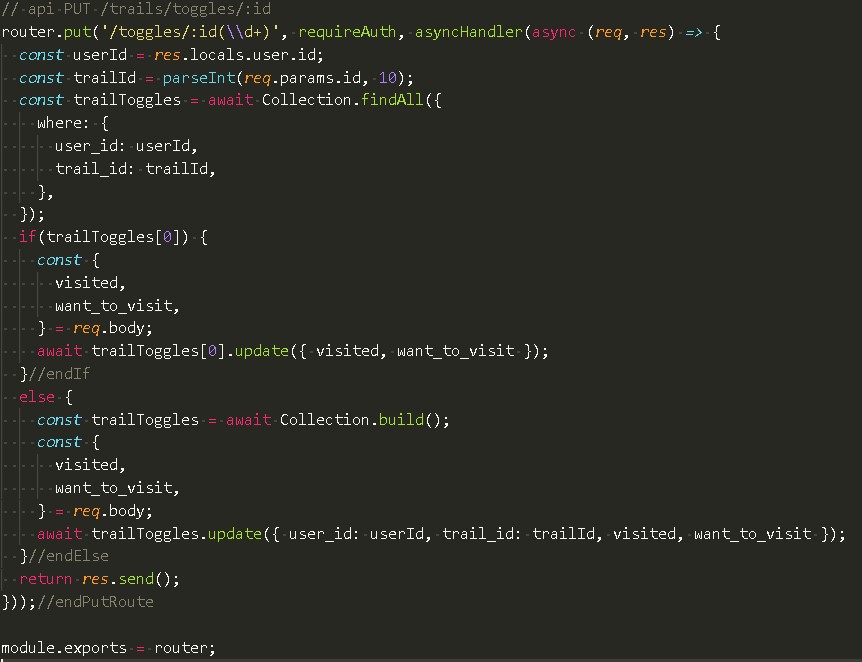 // api PUT /trails/toggles/:id
router.put('/toggles/:id(\\d+)', requireAuth, asyncHandler(async (req, res) => {
  const userId = res.locals.user.id;
  const trailId = parseInt(req.params.id, 10);
  const trailToggles = await Collection.findAll({
    where: {
      user_id: userId,
      trail_id: trailId,
    },
  });
  if(trailToggles[0]) {
    const {
      visited,
      want_to_visit,
    } = req.body;
    await trailToggles[0].update({ visited, want_to_visit });
  }//endIf
  else {
    const trailToggles = await Collection.build();
    const {
      visited,
      want_to_visit,
    } = req.body;
    await trailToggles.update({ user_id: userId, trail_id: trailId, visited, want_to_visit });
  }//endElse
  return res.send();
}));//endPutRoute
module.exports = router;